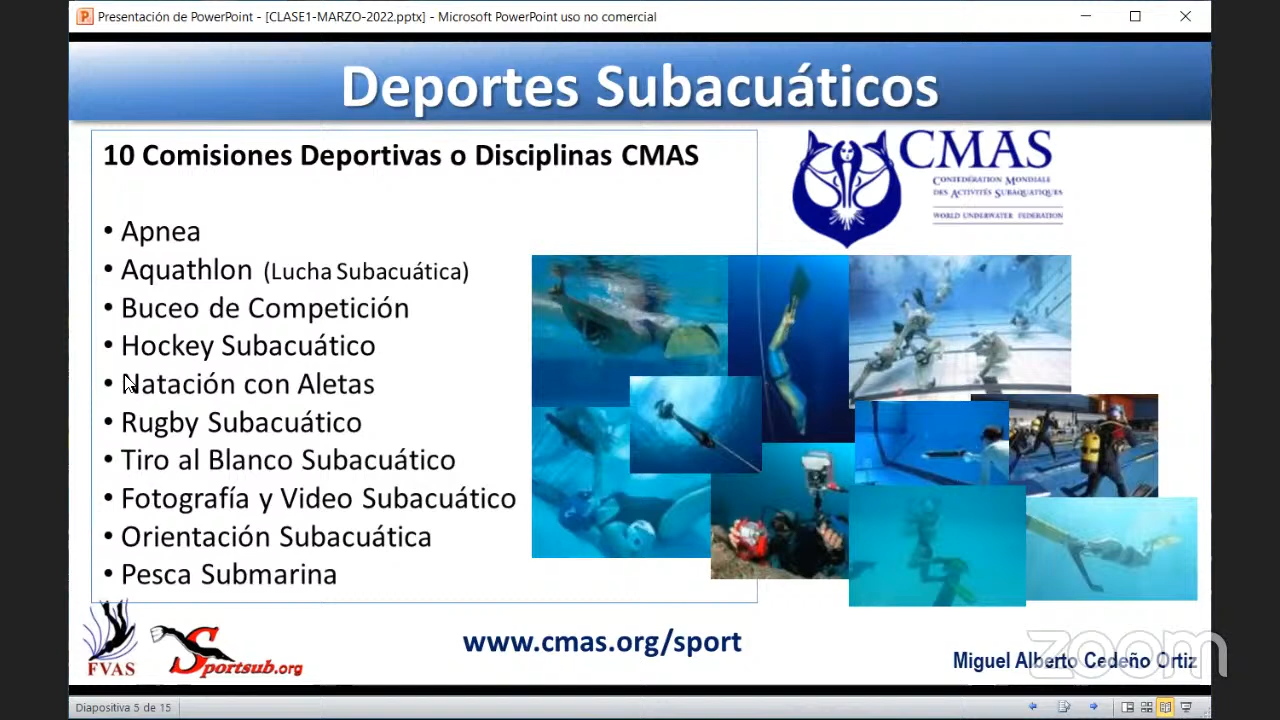 Presentación de PowerPoint - [CLASE1-MARZO-2022.pptx] - Microsoft PowerPoint uso no comercial
Deportes Subacuáticos
10 Comisiones Deportivas o Disciplinas CMAS
• Apnea
• Aquathlon (Lucha Subacuática)
• Buceo de Competición
• Hockey Subacuático
• Natación con Aletas
• Rugby Subacuático
• Tiro al Blanco Subacuático
• Fotografía y Video Subacuático
• Orientación Subacuática
• Pesca Submarina
CMAS
CONFÉDÉRATION MONDIALE
DES ACTIVITÉS SUBAQUATIQUES
WORLD UNDERWATER FEDERATION
FVAS
Sportsub.org
www.cmas.org/sport
Miguel Alberto Cedeño Ortiz
zoom
Diapositiva 5 de 15